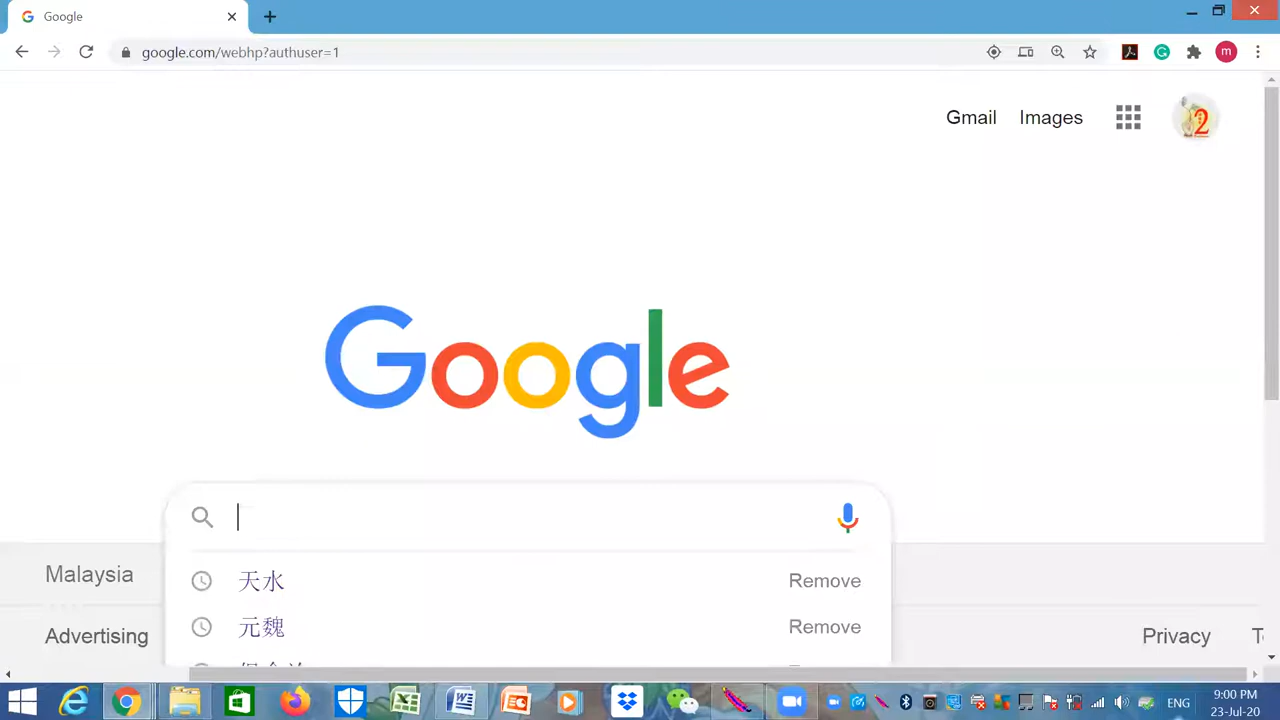 Google
google.com/webhp?authuser=1
m
Gmail Images
2
Google
天水 Remove
元魏 Remove
Malaysia
Advertising Privacy
ENG
9:00 PM
23-Jul-20